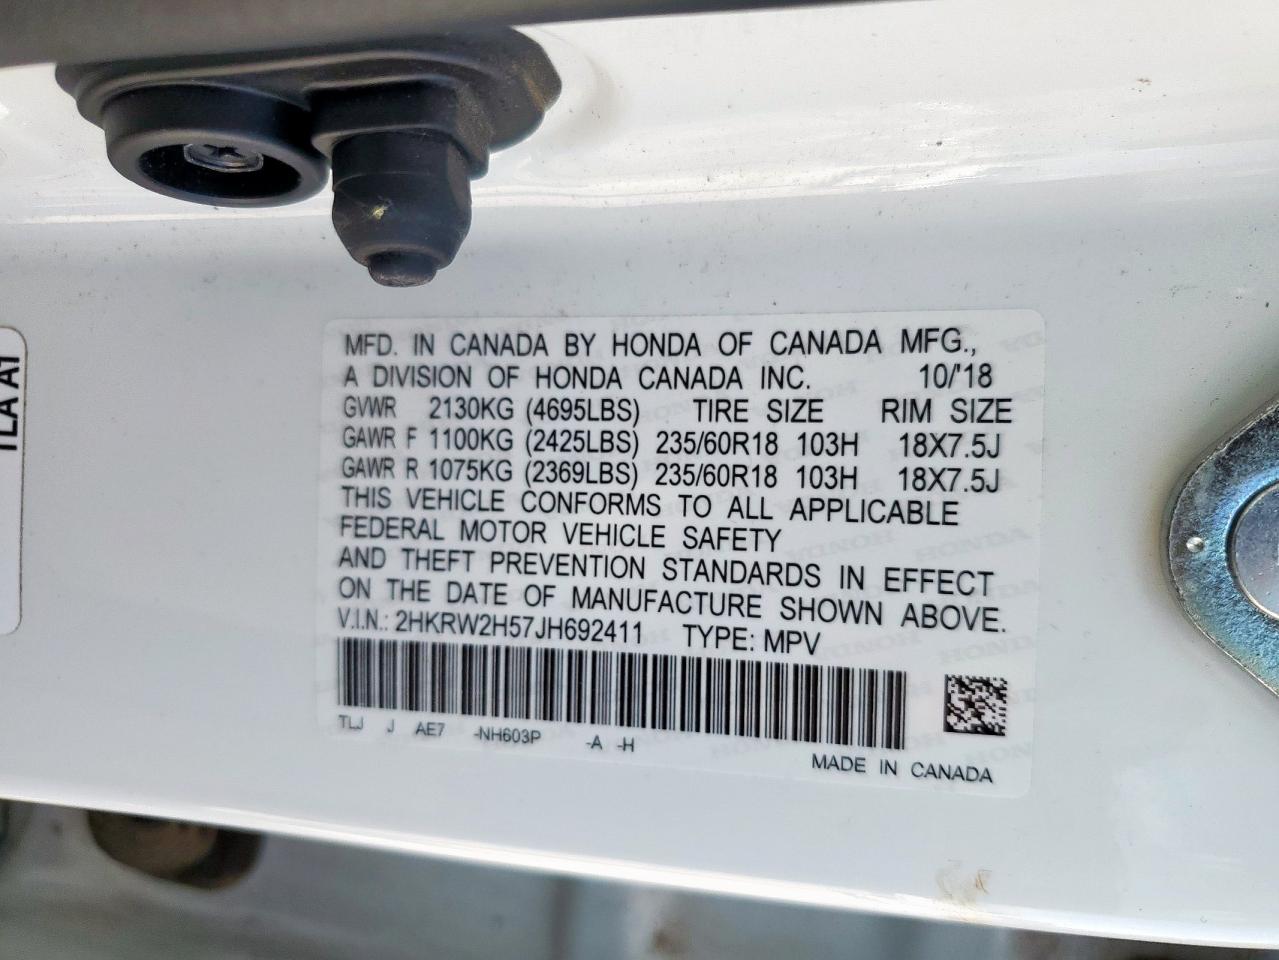 TLA A1
MFD. IN CANADA BY HONDA OF CANADA MFG.,
A DIVISION OF HONDA CANADA INC. 10/'18
GVWR 2130KG (4695LBS) TIRE SIZE RIM SIZE
GAWR F 1100KG (2425LBS) 235/60R18 103H 18X7.5J
GAWR R 1075KG (2369LBS) 235/60R18 103H 18X7.5J
THIS VEHICLE CONFORMS TO ALL APPLICABLE
FEDERAL MOTOR VEHICLE SAFETY
AND THEFT PREVENTION STANDARDS IN EFFECT
ON THE DATE OF MANUFACTURE SHOWN ABOVE.
V.I.N.: 2HKRW2H57JH692411 TYPE: MPV
TLJ J AE7 -NH603P -A -H
MADE IN CANADA